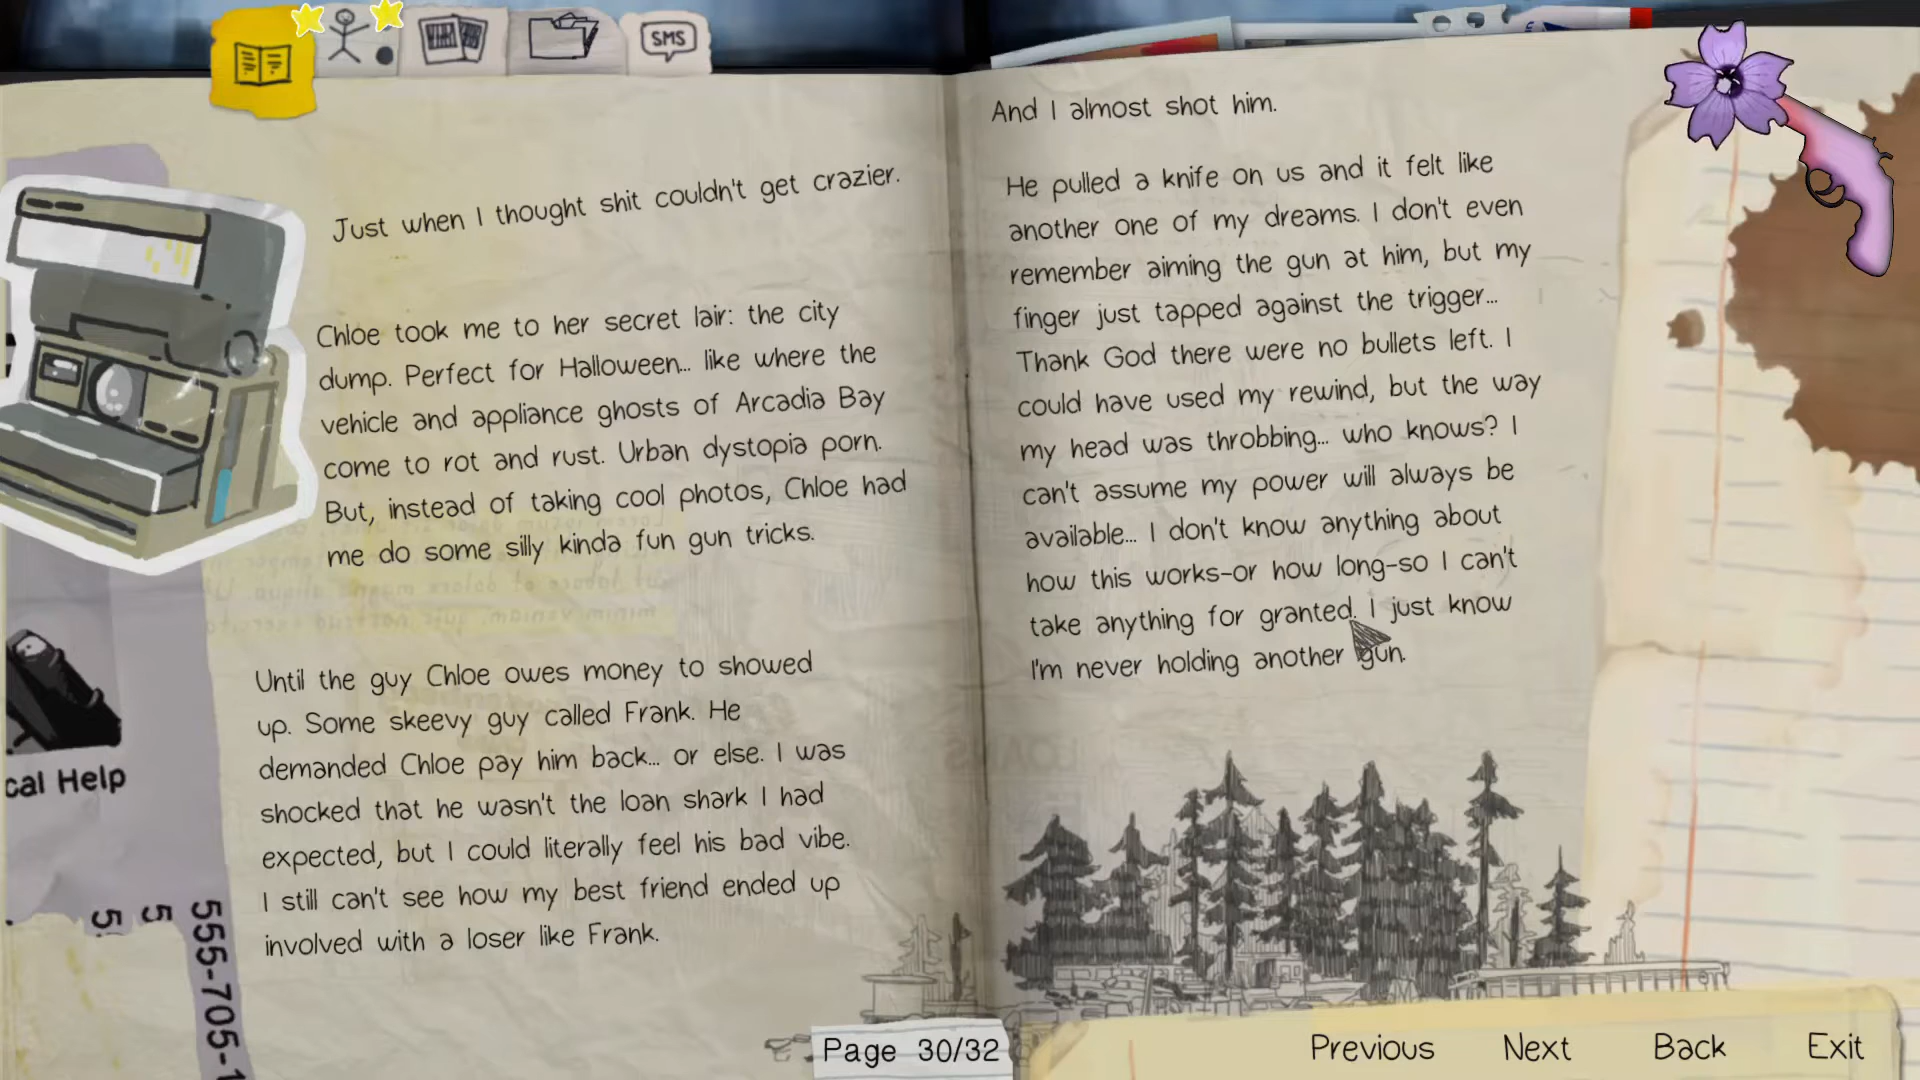 SMS
Just when I thought shit couldn't get crazier.
Chloe took me to her secret lair: the city
dump. Perfect for Halloween... like where the
vehicle and appliance ghosts of Arcadia Bay
come to rot and rust. Urban dystopia porn.
But, instead of taking cool photos, Chloe had
me do some silly kinda fun gun tricks.
Until the guy Chloe owes money to showed
up. Some skeevy guy called Frank. He
demanded Chloe pay him back... or else. I was
shocked that he wasn't the loan shark I had
expected, but I could literally feel his bad vibe.
I still can't see how my best friend ended up
involved with a loser like Frank.
cal Help
5
5
555-705-1
And I almost shot him.
He pulled a knife on us and it felt like
another one of my dreams. I don't even
remember aiming the gun at him, but my
finger just tapped against the trigger...
Thank God there were no bullets left. I
could have used my rewind, but the way
my head was throbbing... who knows? I
can't assume my power will always be
available... I don't know anything about
how this works-or how long-so I can't
take anything for granted. I just know
I'm never holding another gun.
Page 30/32
Previous Next Back Exit